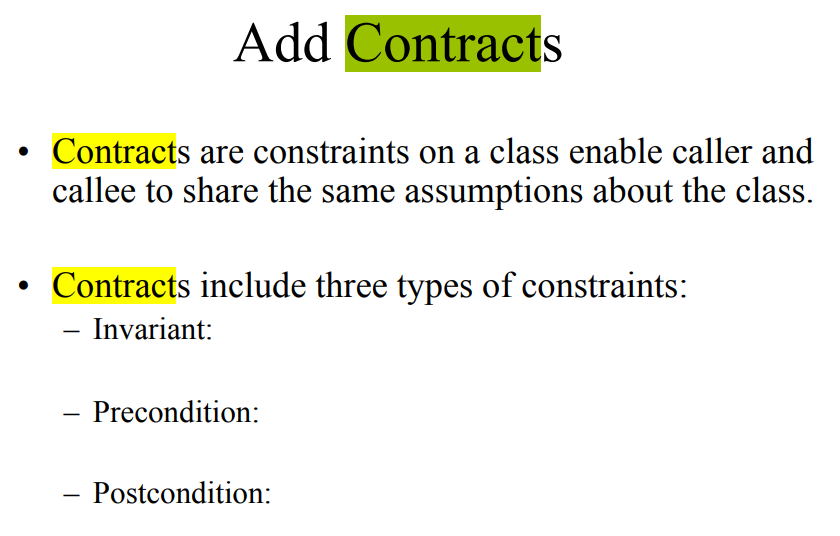 Add Contracts
• Contracts are constraints on a class enable caller and
callee to share the same assumptions about the class.
• Contracts include three types of constraints:
– Invariant:
– Precondition:
– Postcondition: